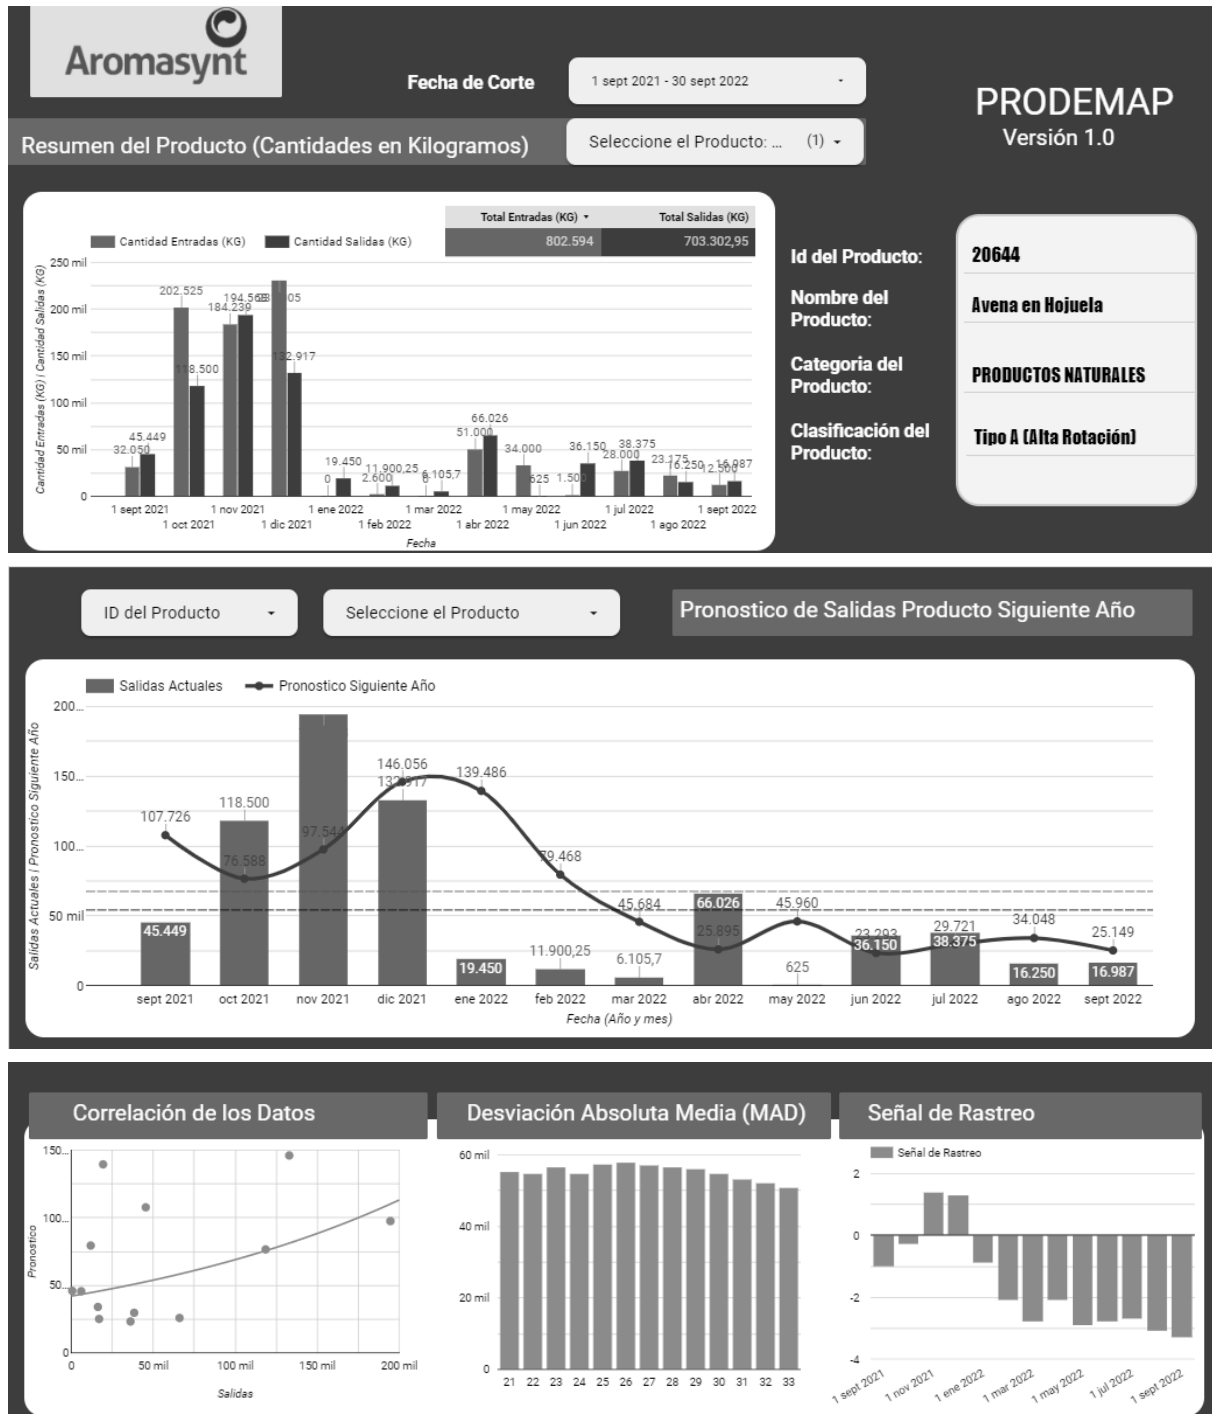 Aromasynt
Fecha de Corte
1 sept 2021 - 30 sept 2022
PRODEMAP
Versión 1.0
Resumen del Producto (Cantidades en Kilogramos)
Seleccione el Producto: ... (1)
Total Entradas (KG) Total Salidas (KG)
802.594 703.302,95
Cantidad Entradas (KG) Cantidad Salidas (KG)
Cantidad Entradas (KG) | Cantidad Salidas (KG)
250 mil
200 mil
150 mil
100 mil
50 mil
0
32.050 45.449 202.525 118.500 184.239 132.917 0 19.450 2.600 11.900,25 6.105,7 51.000 66.026 34.000 625 1.500 36.150 28.000 38.375 23.175 16.250 12.500
1 sept 2021 1 nov 2021 1 ene 2022 1 mar 2022 1 may 2022 1 jul 2022 1 sept 2022
1 oct 2021 1 dic 2021 1 feb 2022 1 abr 2022 1 jun 2022 1 ago 2022
Fecha
Id del Producto: 20644
Nombre del
Producto:
Avena en Hojuela
Categoria del
Producto:
PRODUCTOS NATURALES
Clasificación del
Producto:
Tipo A (Alta Rotación)
ID del Producto
Seleccione el Producto
Pronostico de Salidas Producto Siguiente Año
Salidas Actuales Pronostico Siguiente Año
Salidas Actuales | Pronostico Siguiente Año
200...
150...
100...
50 mil
0
107.726 76.588 97.544 146.056 139.486 79.468 45.684 25.895 45.960 23.293 29.721 34.048 25.149
45.449 118.500 132.917 19.450 11.900,25 6.105,7 66.026 625 36.150 38.375 16.250 16.987
sept 2021 oct 2021 nov 2021 dic 2021 ene 2022 feb 2022 mar 2022 abr 2022 may 2022 jun 2022 jul 2022 ago 2022 sept 2022
Fecha (Año y mes)
Correlación de los Datos
Pronostico
150...
100...
50...
0
0 50 mil 100 mil 150 mil 200 mil
Salidas
Desviación Absoluta Media (MAD)
60 mil
40 mil
20 mil
0
21 22 23 24 25 26 27 28 29 30 31 32 33
Señal de Rastreo
Señal de Rastreo
2
0
-2
-4
1 sept 2021 1 nov 2021 1 ene 2022 1 mar 2022 1 may 2022 1 jul 2022 1 sept 2022